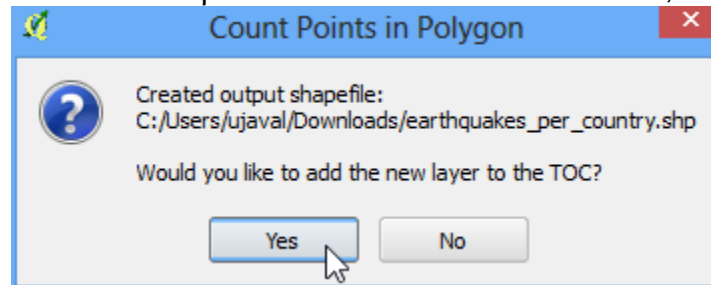 Count Points in Polygon
Created output shapefile:
C:/Users/ujaval/Downloads/earthquakes_per_country.shp
Would you like to add the new layer to the TOC?
Yes
No